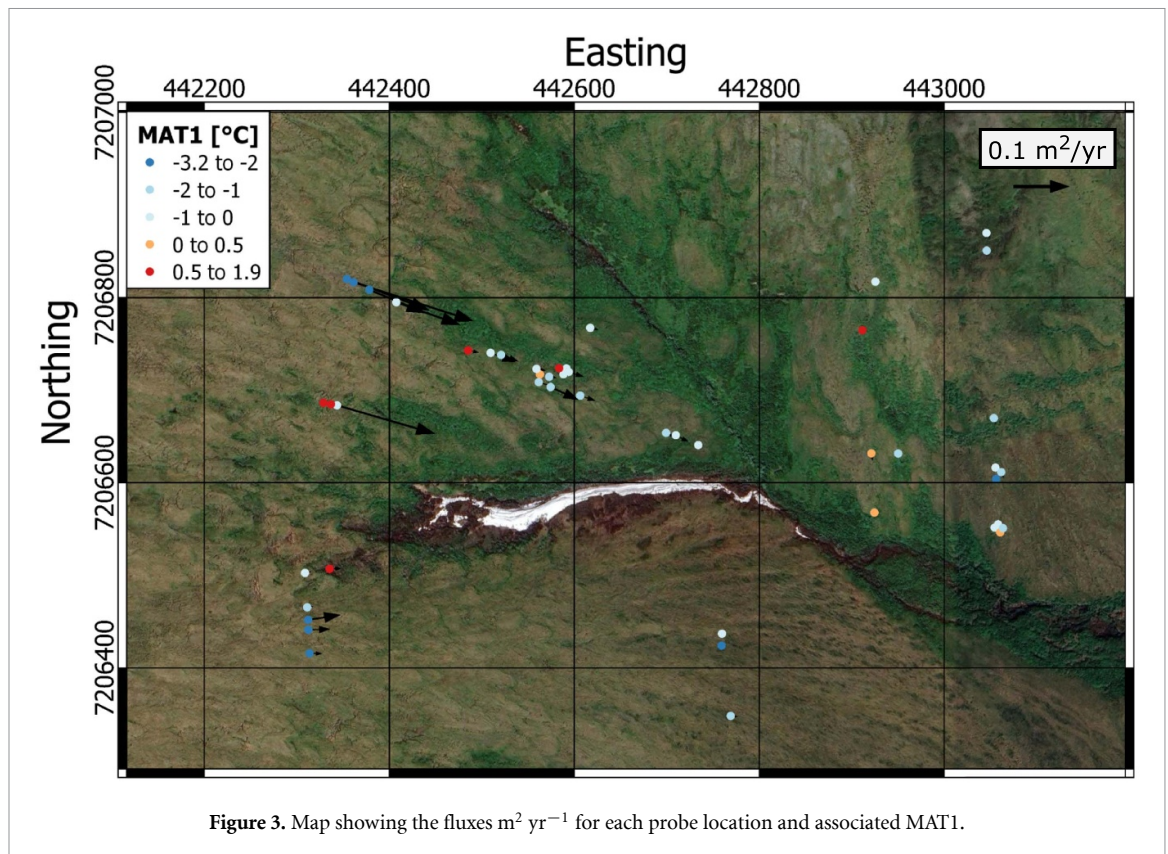 Easting
442200 442400 442600 442800 443000
Northing
7207000
7206800
7206600
7206400
MAT1 [°C]
-3.2 to -2
-2 to -1
-1 to 0
0 to 0.5
0.5 to 1.9
0.1 m²/yr
Figure 3. Map showing the fluxes m² yr⁻¹ for each probe location and associated MAT1.